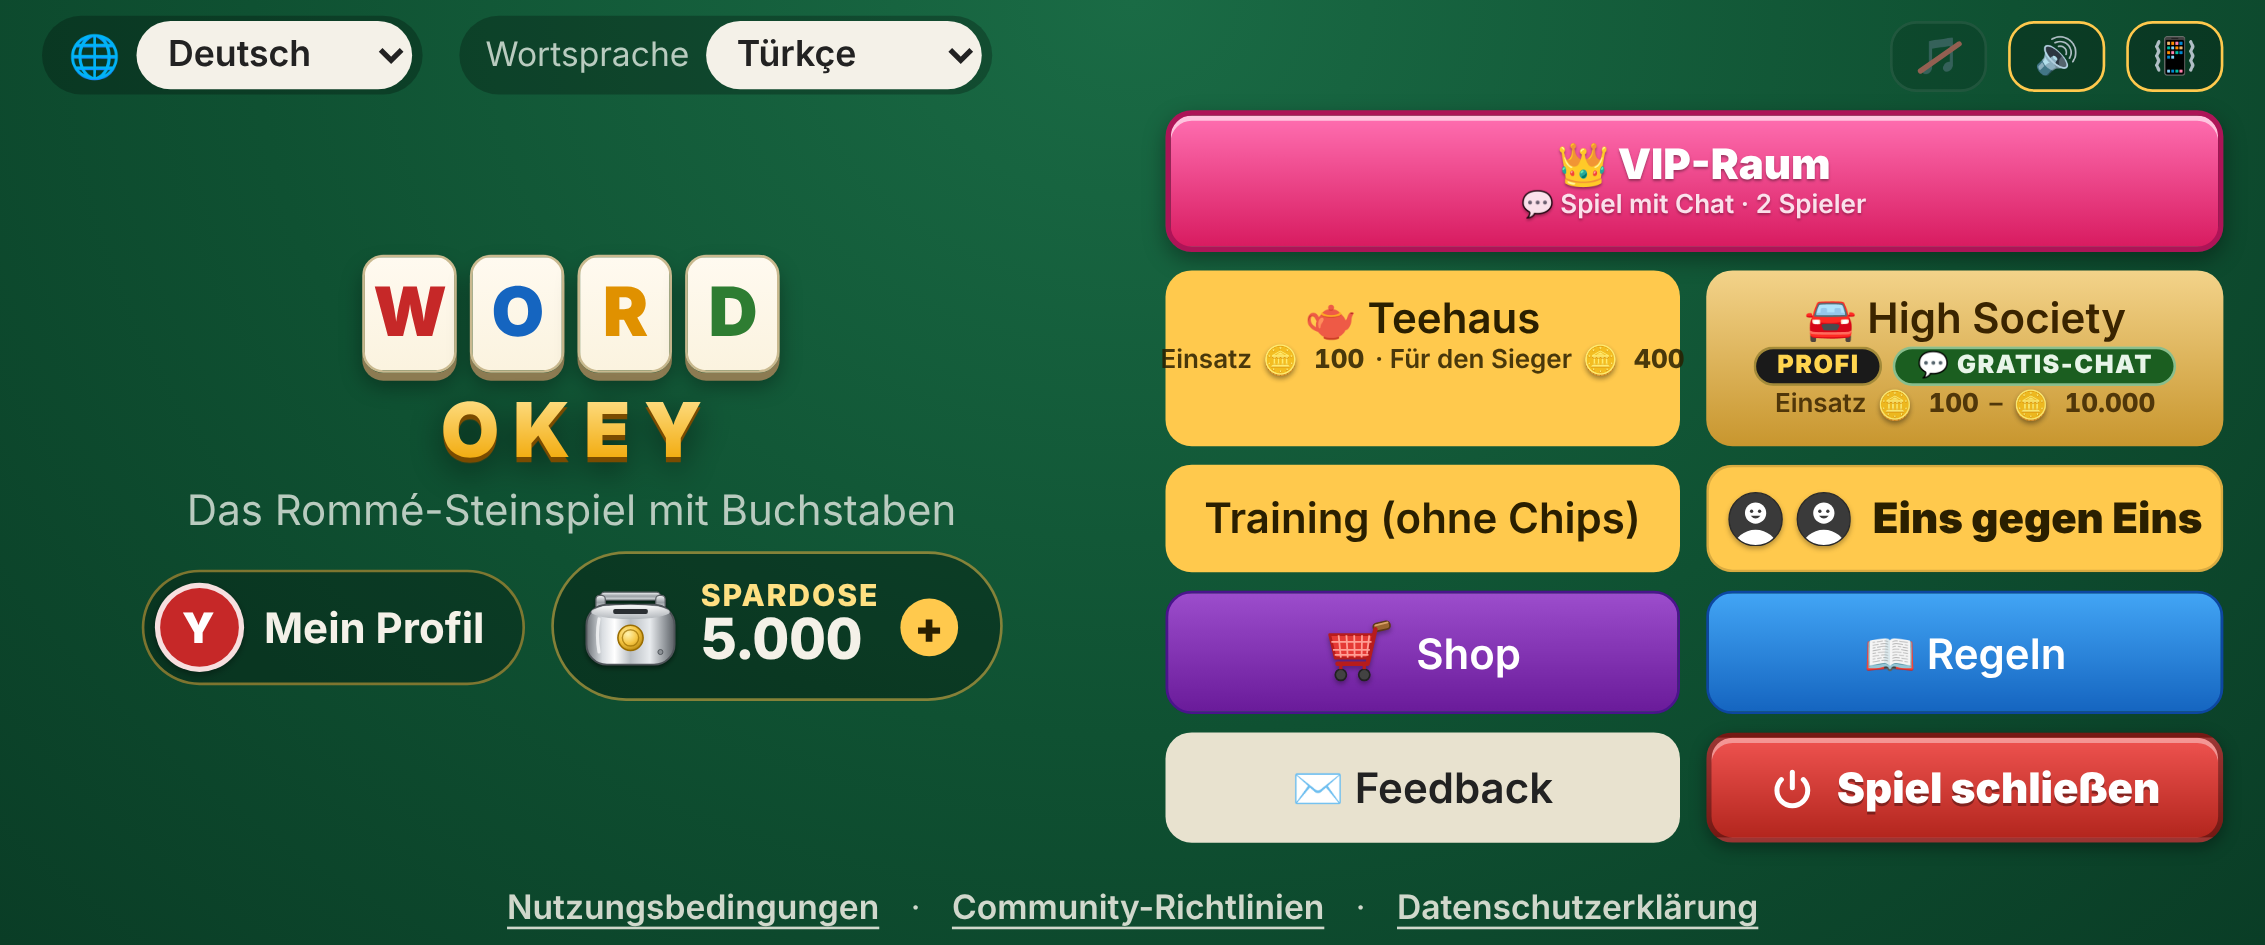 Deutsch
Wortsprache Türkçe
VIP-Raum
Spiel mit Chat · 2 Spieler
WORD
OKEY
Das Rommé-Steinspiel mit Buchstaben
Y Mein Profil
SPARDOSE
5.000
+
Teehaus
Einsatz 100 · Für den Sieger 400
High Society
PROFI GRATIS-CHAT
Einsatz 100 – 10.000
Training (ohne Chips)
Eins gegen Eins
Shop
Regeln
Feedback
Spiel schließen
Nutzungsbedingungen · Community-Richtlinien · Datenschutzerklärung